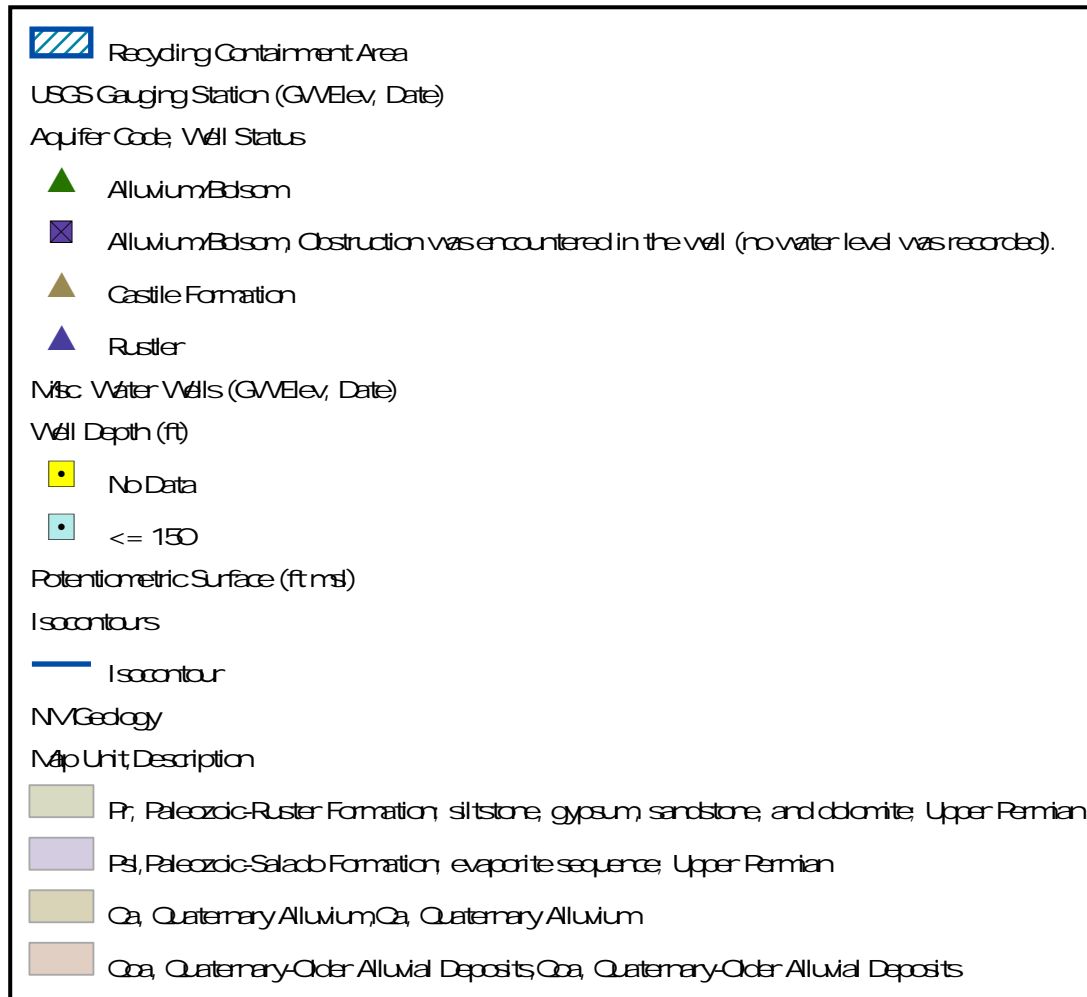 Recycling Containment Area
USGS Gauging Station (GWElev, Date)
Aquifer Code, Well Status
Alluvium/Bolsom
Alluvium/Bolsom, Obstruction was encountered in the well (no water level was recorded).
Castile Formation
Rustler
Misc. Water Wells (GWElev, Date)
Well Depth (ft)
No Data
<= 150
Potentiometric Surface (ft msl)
Isocontours
Isocontour
NM Geology
Map Unit,Description
Pr, Paleozoic-Ruster Formation; siltstone, gypsum, sandstone, and dolomite; Upper Permian
Psl,Paleozoic-Salado Formation; evaporite sequence; Upper Permian
Qa, Quaternary Alluvium,Qa, Quaternary Alluvium
Qoa, Quaternary-Older Alluvial Deposits,Qoa, Quaternary-Older Alluvial Deposits